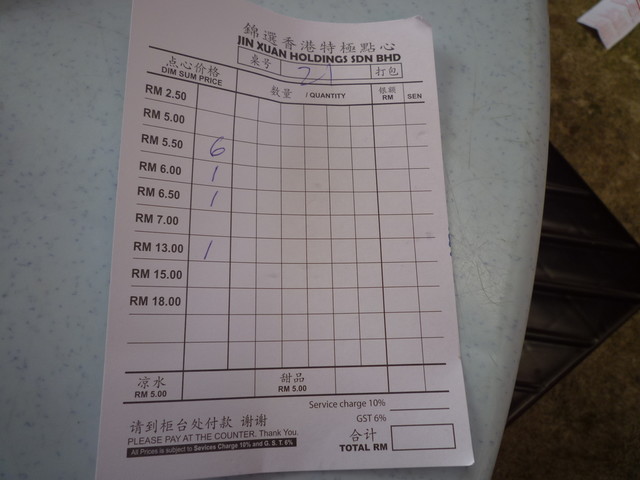 錦選香港特極點心
JIN XUAN HOLDINGS SDN BHD
点心价格
DIM SUM PRICE
桌号 21 打包
数量 / QUANTITY
银额
RM SEN
RM 2.50
RM 5.00
RM 5.50 6
RM 6.00 1
RM 6.50 1
RM 7.00
RM 13.00 1
RM 15.00
RM 18.00
凉水
RM 5.00
甜品
RM 5.00
Service charge 10%
GST 6%
请到柜台处付款 谢谢
PLEASE PAY AT THE COUNTER. Thank You.
All Prices is subject to Sevices Charge 10% and G. S. T. 6%
合计
TOTAL RM